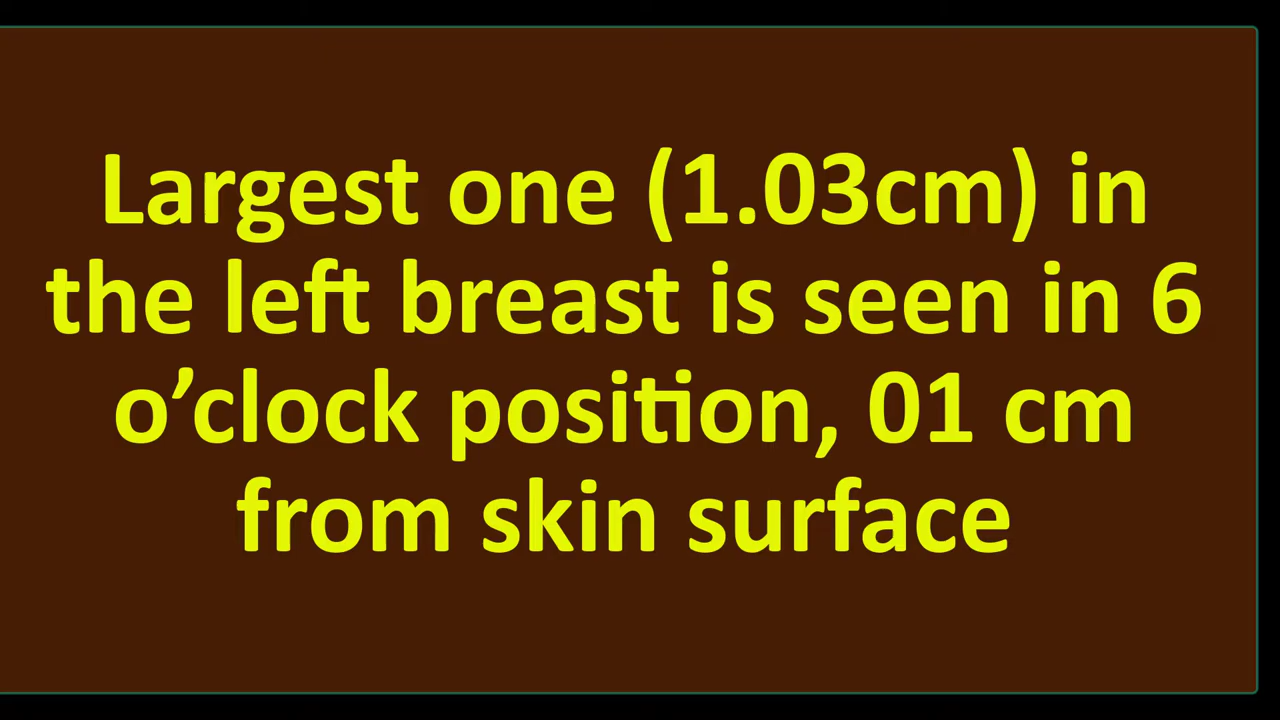 Largest one (1.03cm) in
the left breast is seen in 6
o’clock position, 01 cm
from skin surface